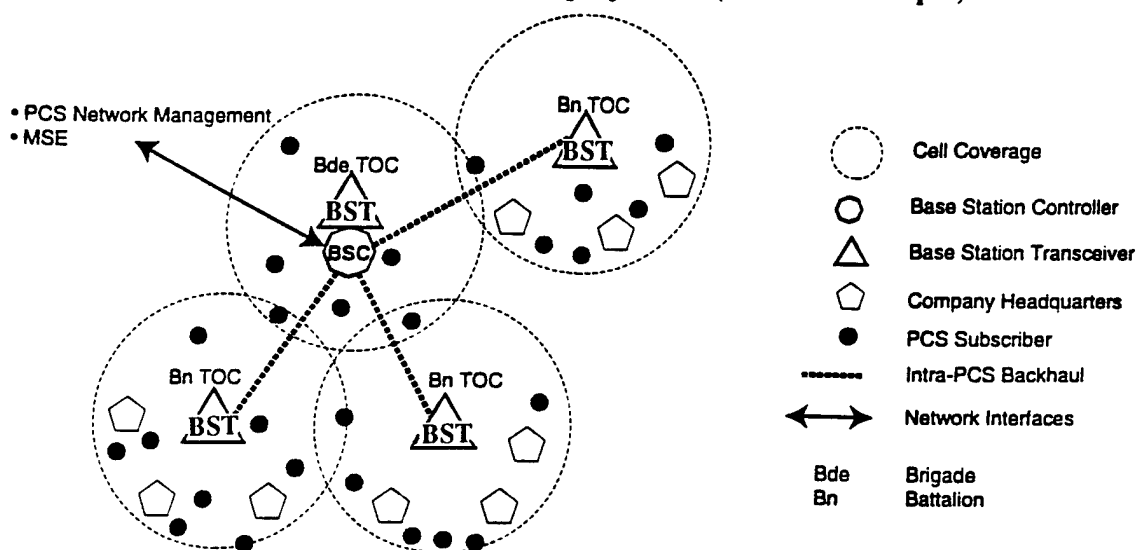 • PCS Network Management
• MSE
Bde TOC
BST
BSC
Bn TOC
BST
Bn TOC
BST
Bn TOC
BST
Cell Coverage
Base Station Controller
Base Station Transceiver
Company Headquarters
PCS Subscriber
Intra-PCS Backhaul
Network Interfaces
Bde Brigade
Bn Battalion